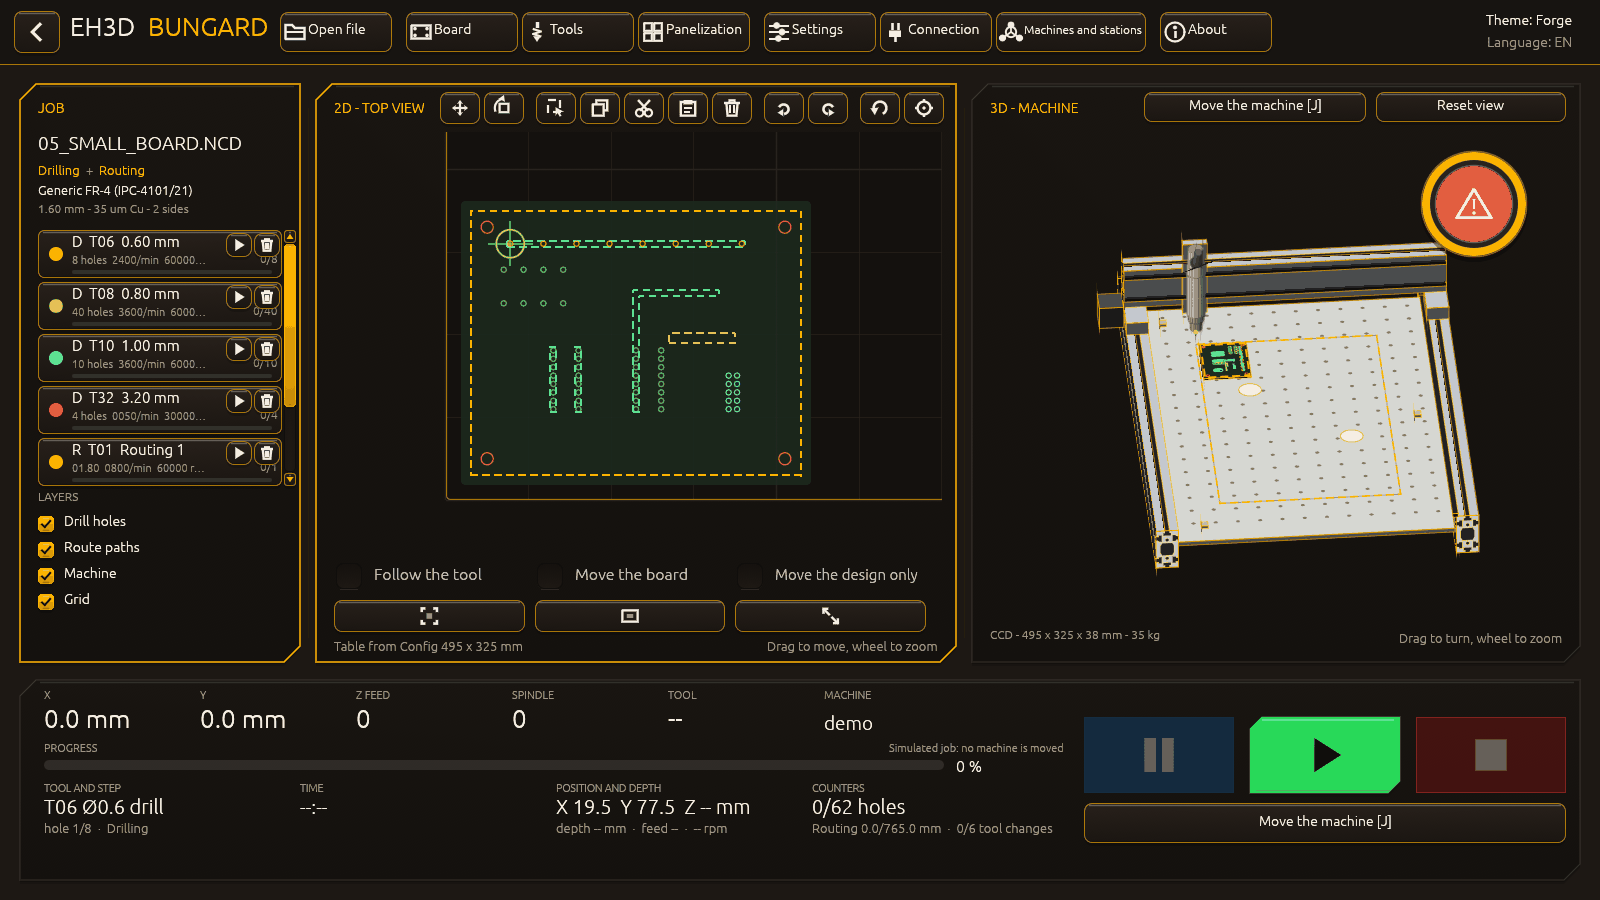 EH3D BUNGARD
Open file
Board
Tools
Panelization
Settings
Connection
Machines and stations
About
Theme: Forge
Language: EN
JOB
05_SMALL_BOARD.NCD
Drilling + Routing
Generic FR-4 (IPC-4101/21)
1.60 mm - 35 um Cu - 2 sides
D T06 0.60 mm
8 holes 2400/min 60000...
0/8
D T08 0.80 mm
40 holes 3600/min 6000...
0/40
D T10 1.00 mm
10 holes 3600/min 6000...
0/10
D T32 3.20 mm
4 holes 0050/min 30000...
0/4
R T01 Routing 1
01.80 0800/min 60000 r...
0/1
LAYERS
Drill holes
Route paths
Machine
Grid
2D - TOP VIEW
Follow the tool
Move the board
Move the design only
Table from Config 495 x 325 mm
Drag to move, wheel to zoom
3D - MACHINE
Move the machine [J]
Reset view
CCD - 495 x 325 x 38 mm - 35 kg
Drag to turn, wheel to zoom
X
0.0 mm
Y
0.0 mm
Z FEED
0
SPINDLE
0
TOOL
--
MACHINE
demo
PROGRESS
Simulated job: no machine is moved
0 %
TOOL AND STEP
T06 Ø0.6 drill
hole 1/8 · Drilling
TIME
--:--
POSITION AND DEPTH
X 19.5 Y 77.5 Z -- mm
depth -- mm · feed -- · -- rpm
COUNTERS
0/62 holes
Routing 0.0/765.0 mm · 0/6 tool changes
Move the machine [J]